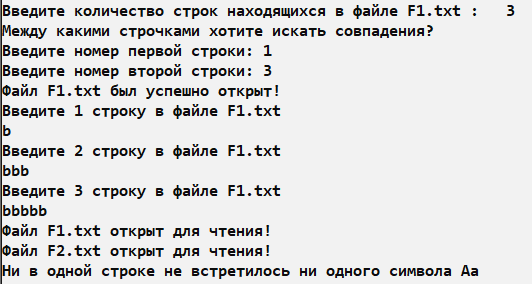 Введите количество строк находящихся в файле F1.txt :   3
Между какими строчками хотите искать совпадения?
Введите номер первой строки: 1
Введите номер второй строки: 3
Файл F1.txt был успешно открыт!
Введите 1 строку в файле F1.txt
b
Введите 2 строку в файле F1.txt
bbb
Введите 3 строку в файле F1.txt
bbbbb
Файл F1.txt открыт для чтения!
Файл F2.txt открыт для чтения!
Ни в одной строке не встретилось ни одного символа Aa